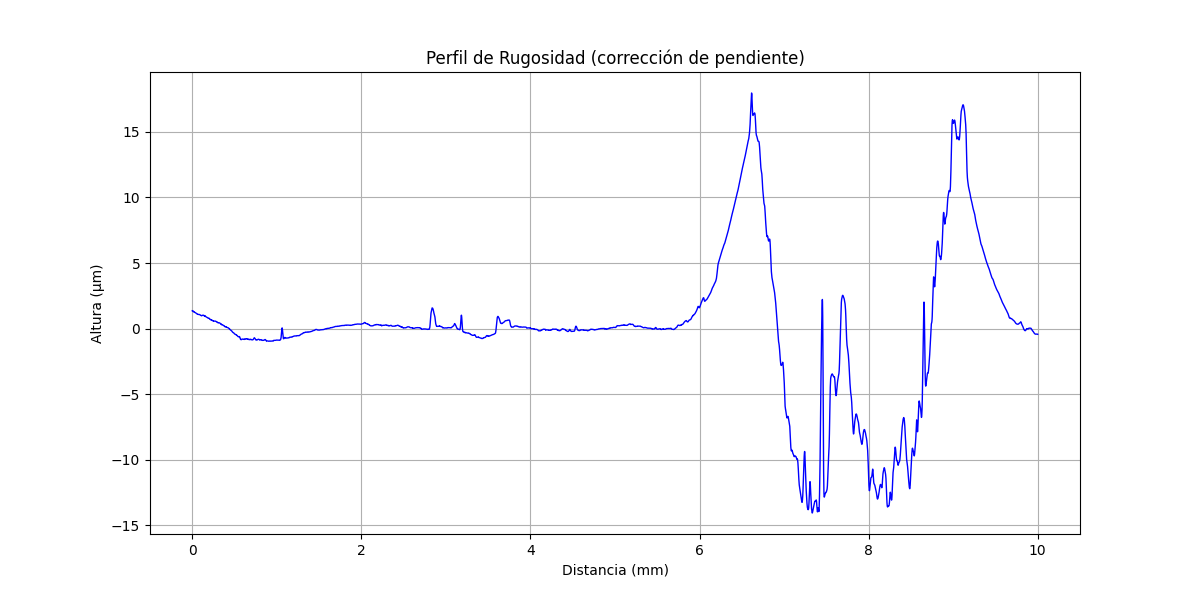 Perfil de Rugosidad (corrección de pendiente)
Altura (μm)
15
10
5
0
−5
−10
−15
0 2 4 6 8 10
Distancia (mm)